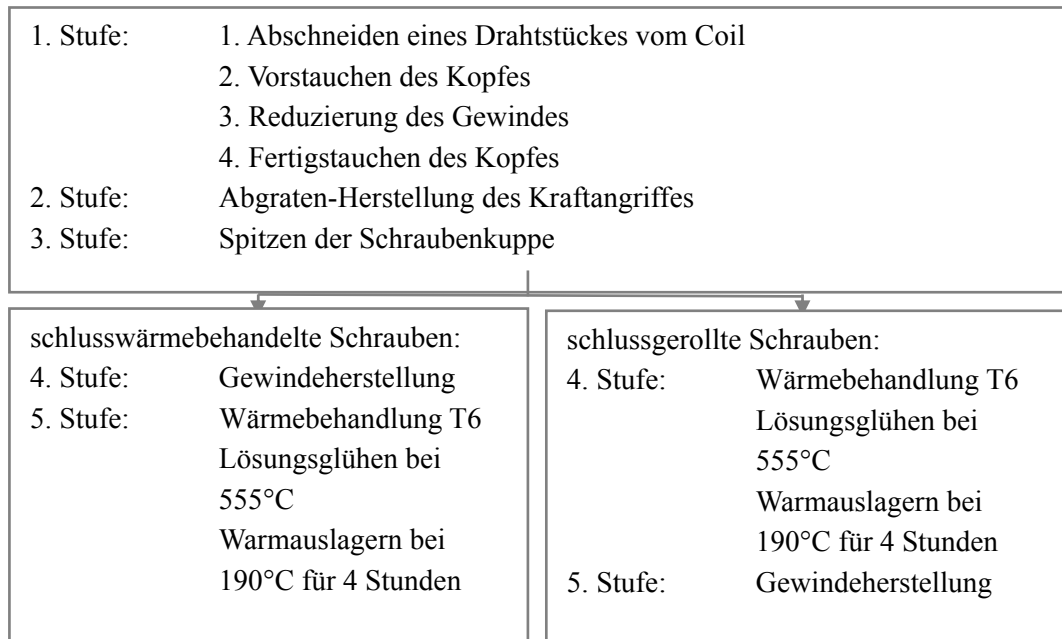 1. Stufe: 1. Abschneiden eines Drahtstückes vom Coil
2. Vorstauchen des Kopfes
3. Reduzierung des Gewindes
4. Fertigstauchen des Kopfes
2. Stufe: Abgraten-Herstellung des Kraftangriffes
3. Stufe: Spitzen der Schraubenkuppe
schlusswärmebehandelte Schrauben:
4. Stufe: Gewindeherstellung
5. Stufe: Wärmebehandlung T6
Lösungsglühen bei
555°C
Warmauslagern bei
190°C für 4 Stunden
schlussgerollte Schrauben:
4. Stufe: Wärmebehandlung T6
Lösungsglühen bei
555°C
Warmauslagern bei
190°C für 4 Stunden
5. Stufe: Gewindeherstellung